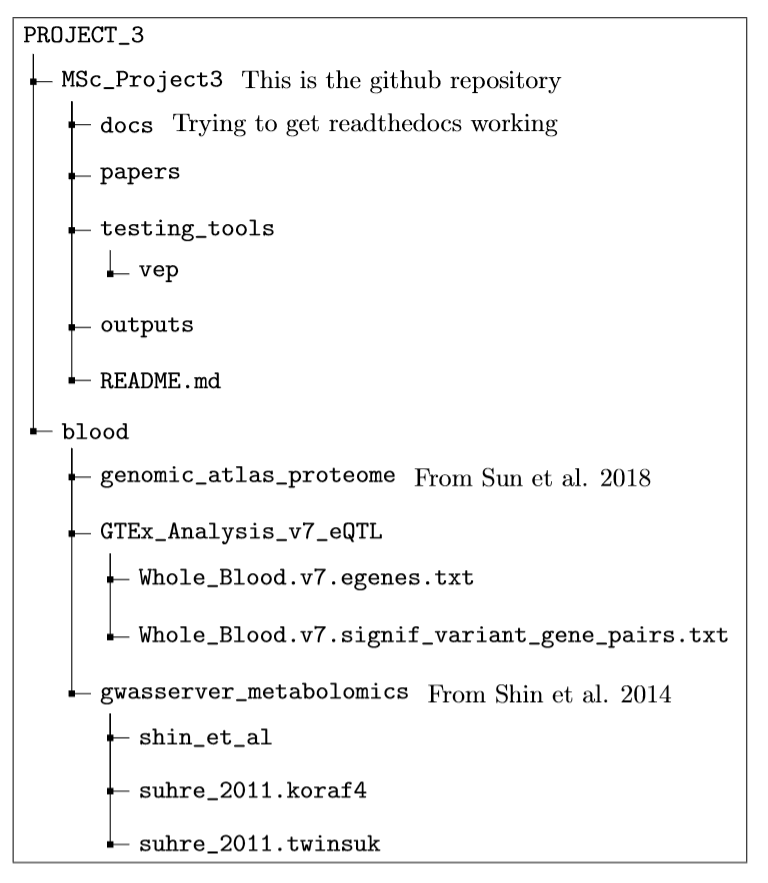 PROJECT_3
MSc_Project3 This is the github repository
docs Trying to get readthedocs working
papers
testing_tools
vep
outputs
README.md
blood
genomic_atlas_proteome From Sun et al. 2018
GTEx_Analysis_v7_eQTL
Whole_Blood.v7.egenes.txt
Whole_Blood.v7.signif_variant_gene_pairs.txt
gwasserver_metabolomics From Shin et al. 2014
shin_et_al
suhre_2011.koraf4
suhre_2011.twinsuk